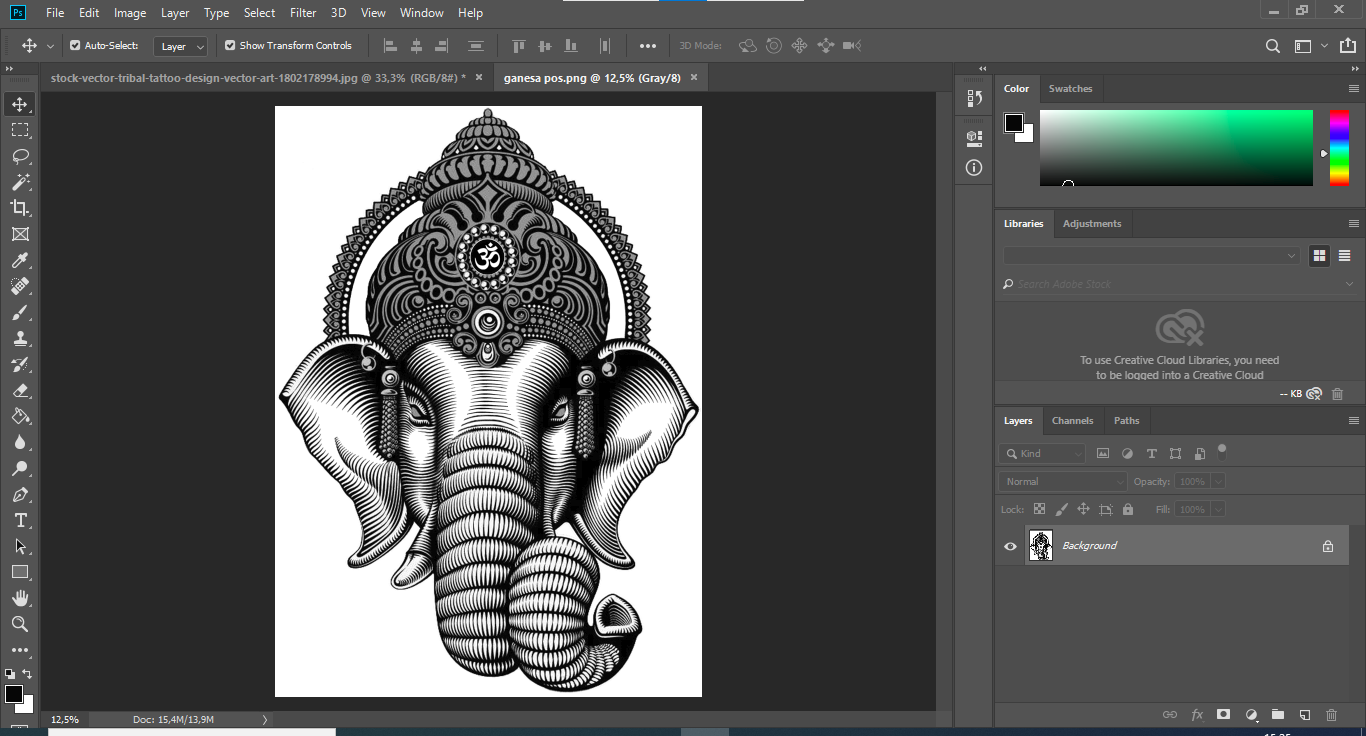 Ps File Edit Image Layer Type Select Filter 3D View Window Help
Auto-Select: Layer Show Transform Controls 3D Mode:
stock-vector-tribal-tattoo-design-vector-art-1802178994.jpg @ 33,3% (RGB/8#) * × ganesa pos.png @ 12,5% (Gray/8) ×
Color Swatches
Libraries Adjustments
Search Adobe Stock
ॐ
To use Creative Cloud Libraries, you need
to be logged into a Creative Cloud
-- KB
Layers Channels Paths
Kind
Normal Opacity: 100%
Lock: Fill: 100%
Background
12,5% Doc: 15,4M/13,9M